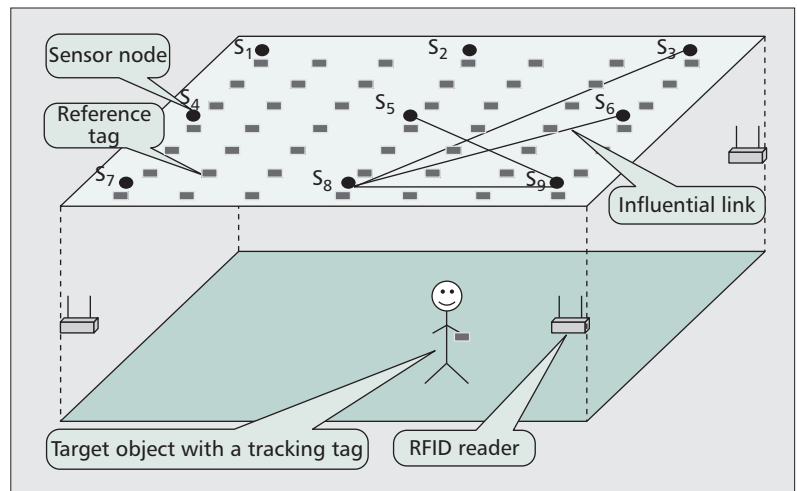 Sensor node
S1
S2
S3
S4
Reference
tag
S5
S6
S7
S8
S9
Influential link
Target object with a tracking tag
RFID reader